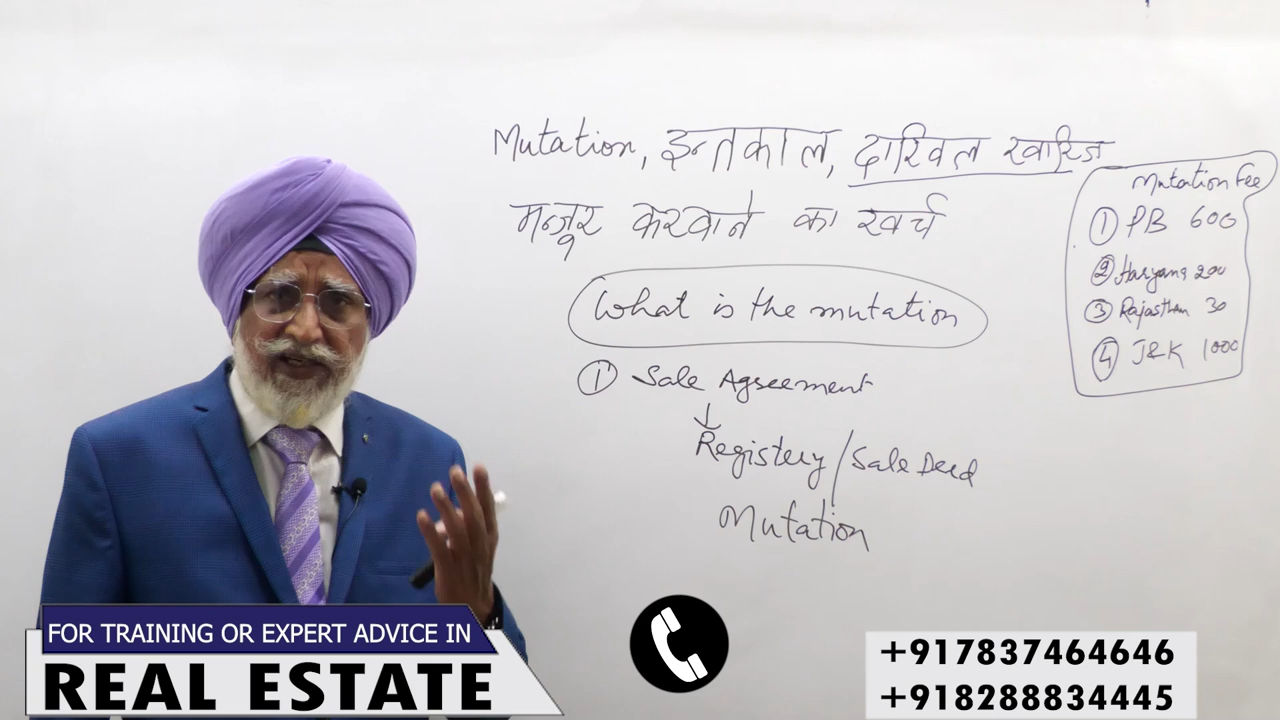 Mutation, इन्तकाल, दाखिल खारिज
मन्जूर करवाने का खर्च
What is the mutation
① Sale Agreement
↓
Registery / Sale Deed
Mutation
Mutation Fee
① PB 600
② Haryana 200
③ Rajasthan 30
④ J&K 1000
FOR TRAINING OR EXPERT ADVICE IN
REAL ESTATE
+917837464646
+918288834445